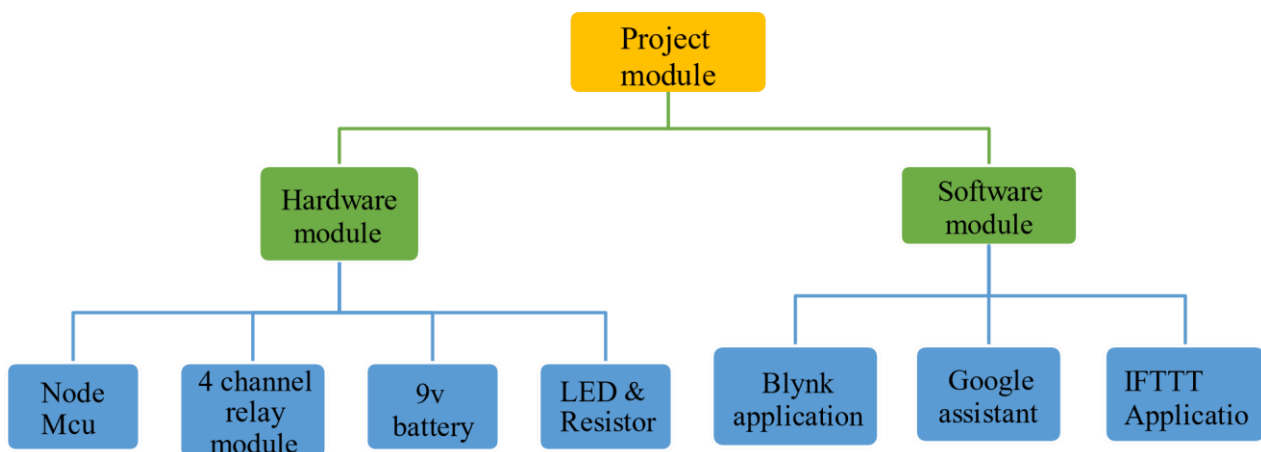 Project
module
Hardware
module
Software
module
Node
Mcu
4 channel
relay
module
9v
battery
LED &
Resistor
Blynk
application
Google
assistant
IFTTT
Applicatio